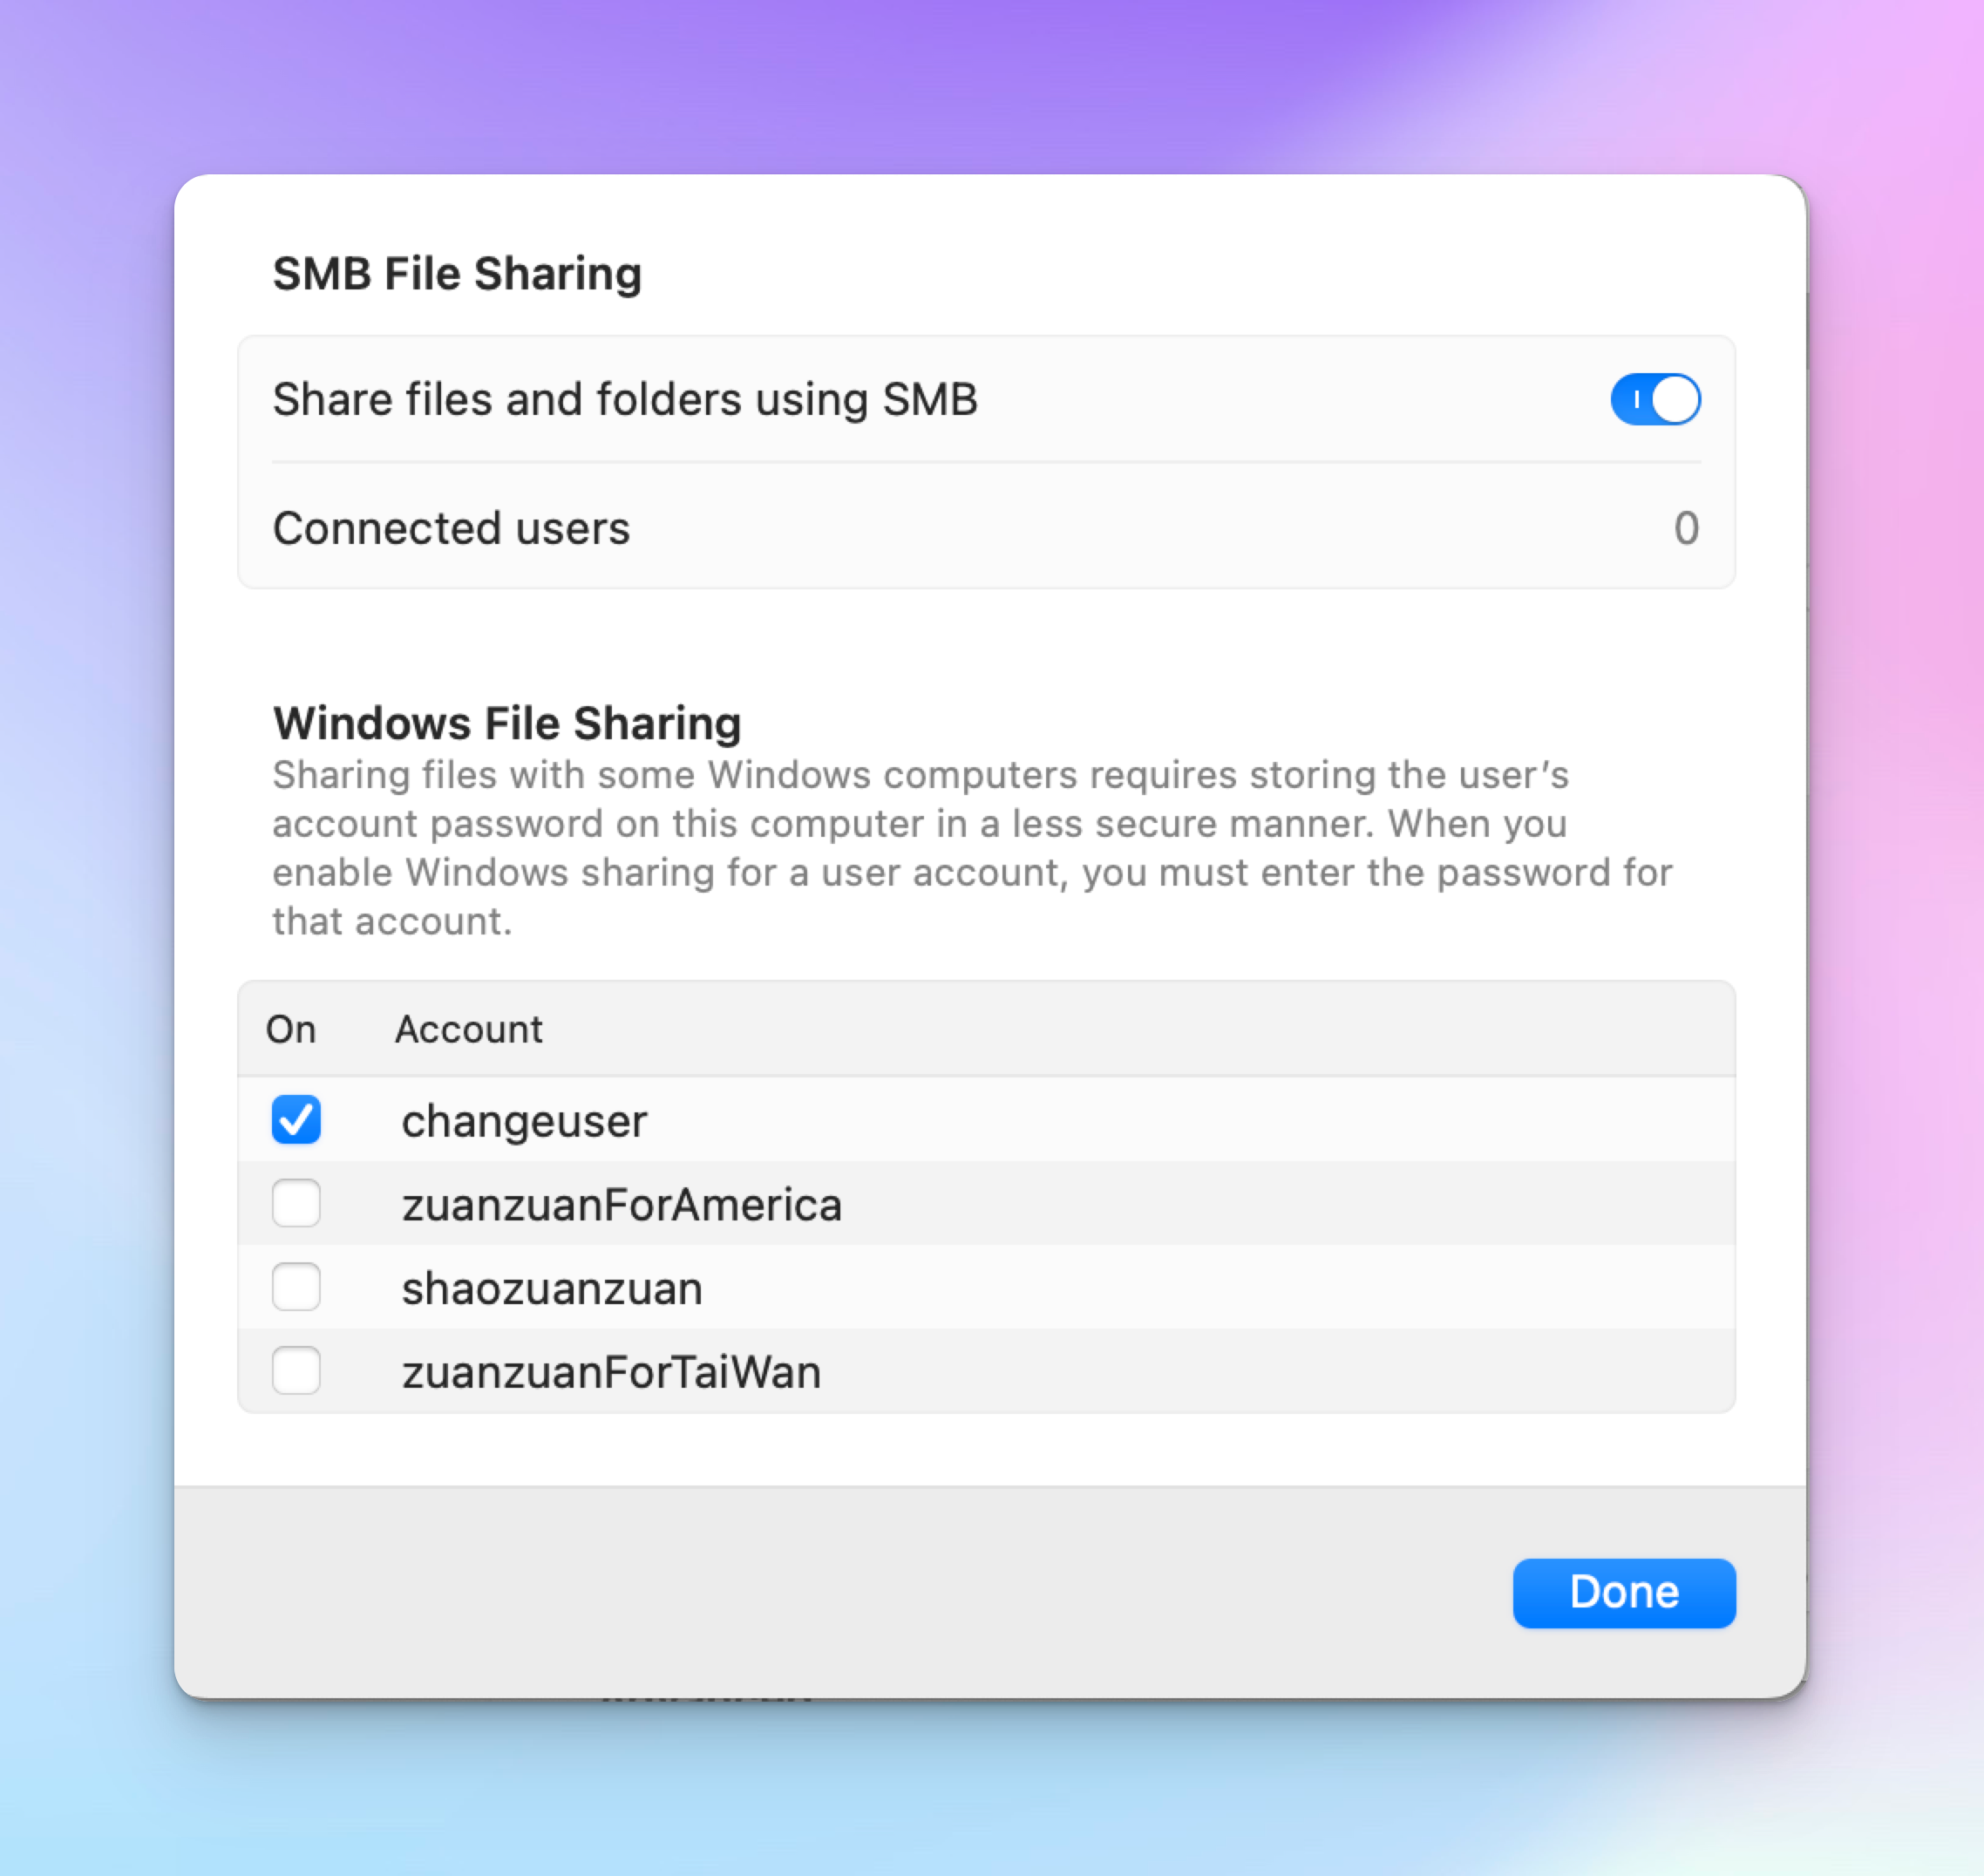 SMB File Sharing
Share files and folders using SMB
Connected users 0
Windows File Sharing
Sharing files with some Windows computers requires storing the user’s
account password on this computer in a less secure manner. When you
enable Windows sharing for a user account, you must enter the password for
that account.
On Account
changeuser
zuanzuanForAmerica
shaozuanzuan
zuanzuanForTaiWan
Done